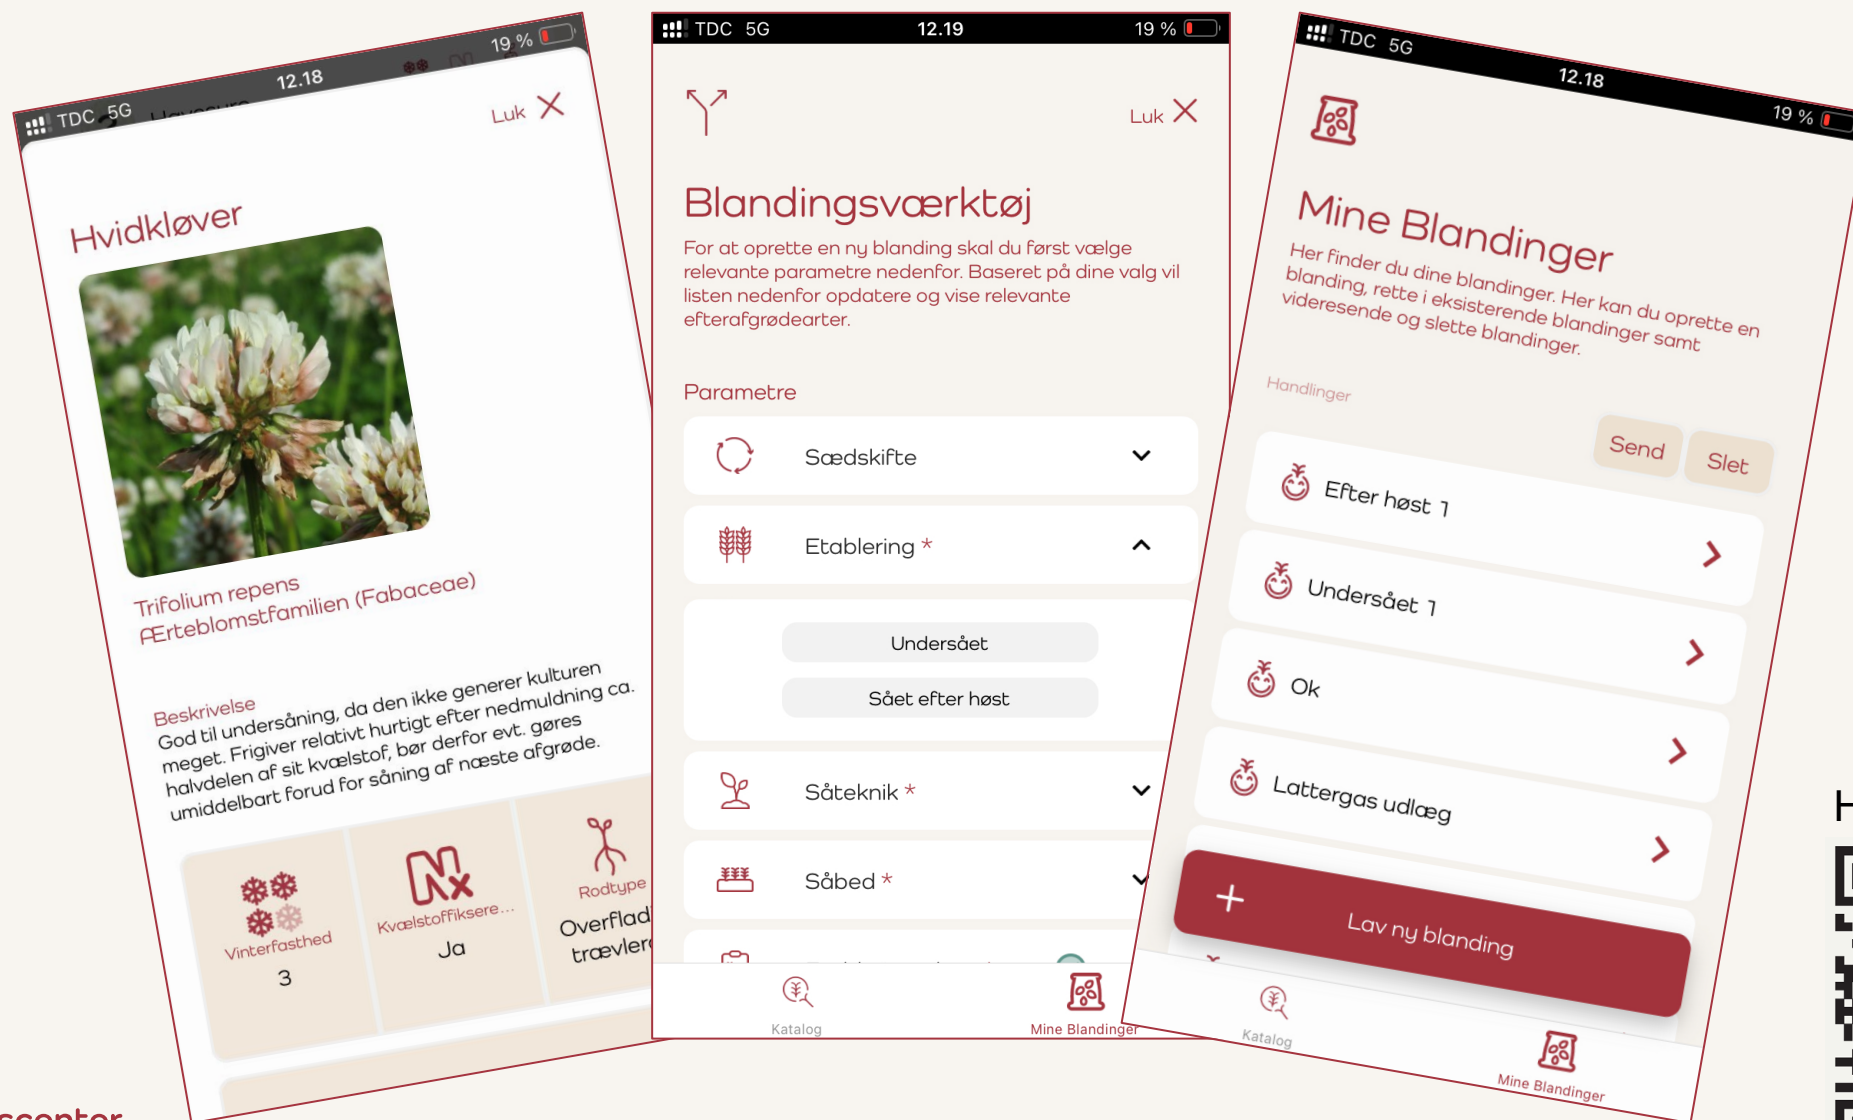 TDC 5G
12.18
19 %
Luk
Hvidkløver
Trifolium repens
Ærteblomstfamilien (Fabaceae)
Beskrivelse
God til undersåning, da den ikke generer kulturen
meget. Frigiver relativt hurtigt efter nedmuldning ca.
halvdelen af sit kvælstof, bør derfor evt. gøres
umiddelbart forud for såning af næste afgrøde.
Vinterfasthed
3
Kvælstoffiksere...
Ja
Rodtype
TDC 5G
12.19
19 %
Luk
Blandingsværktøj
For at oprette en ny blanding skal du først vælge
relevante parametre nedenfor. Baseret på dine valg vil
listen nedenfor opdatere og vise relevante
efterafgrødearter.
Parametre
Sædskifte
Etablering *
Undersået
Sået efter høst
Såteknik *
Såbed *
Katalog
Mine Blandinger
TDC 5G
12.18
19 %
Mine Blandinger
Her finder du dine blandinger. Her kan du oprette en
blanding, rette i eksisterende blandinger samt
videresende og slette blandinger.
Handlinger
Send
Slet
Efter høst 1
Undersået 1
Ok
Lattergas udlæg
+ Lav ny blanding
Katalog
Mine Blandinger